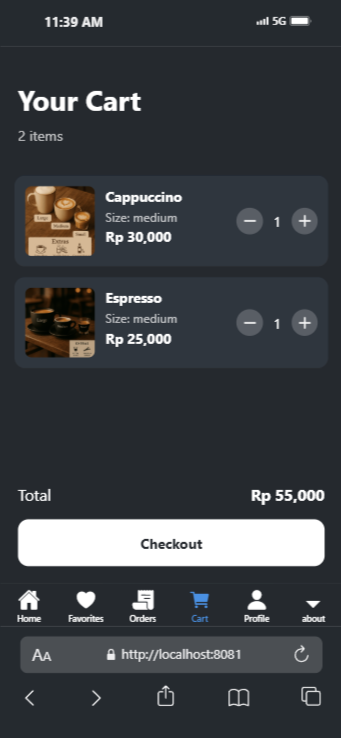 11:39 AM 5G
Your Cart
2 items
Cappuccino
Size: medium
Rp 30,000
1
Espresso
Size: medium
Rp 25,000
1
Total Rp 55,000
Checkout
Home Favorites Orders Cart Profile about
AA http://localhost:8081